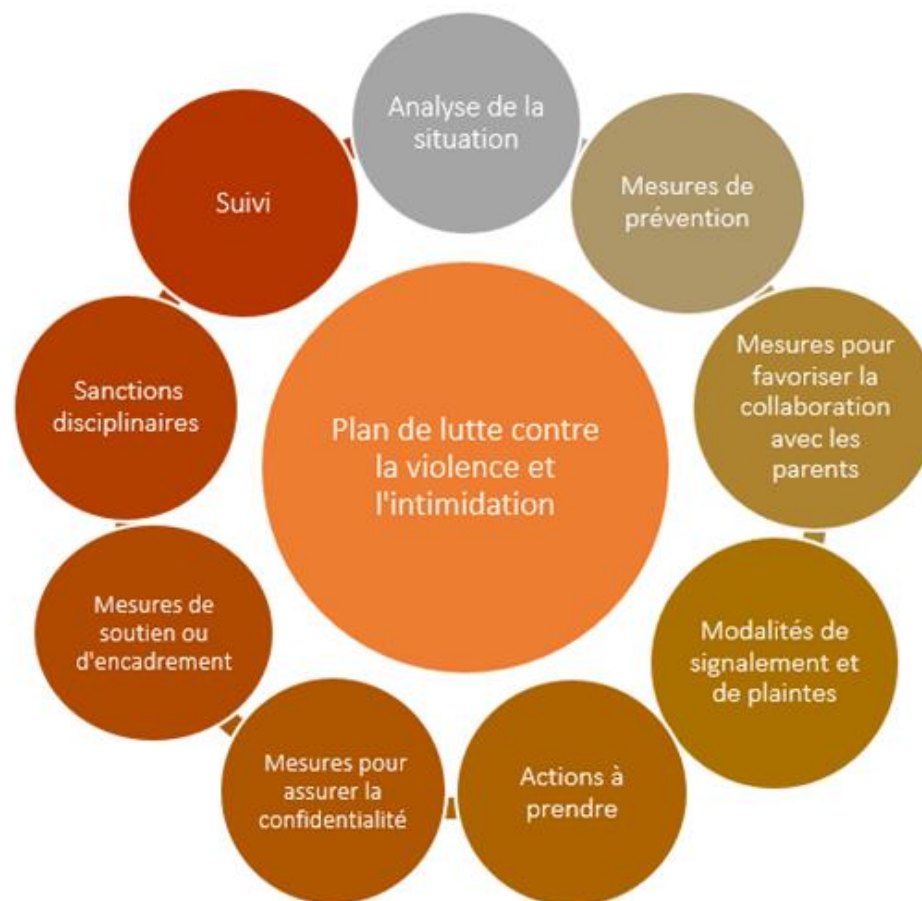 Analyse de la
situation
Mesures de
prévention
Mesures pour
favoriser la
collaboration
avec les
parents
Modalités de
signalement et
de plaintes
Actions à
prendre
Mesures pour
assurer la
confidentialité
Mesures de
soutien ou
d'encadrement
Sanctions
disciplinaires
Suivi
Plan de lutte contre
la violence et
l'intimidation